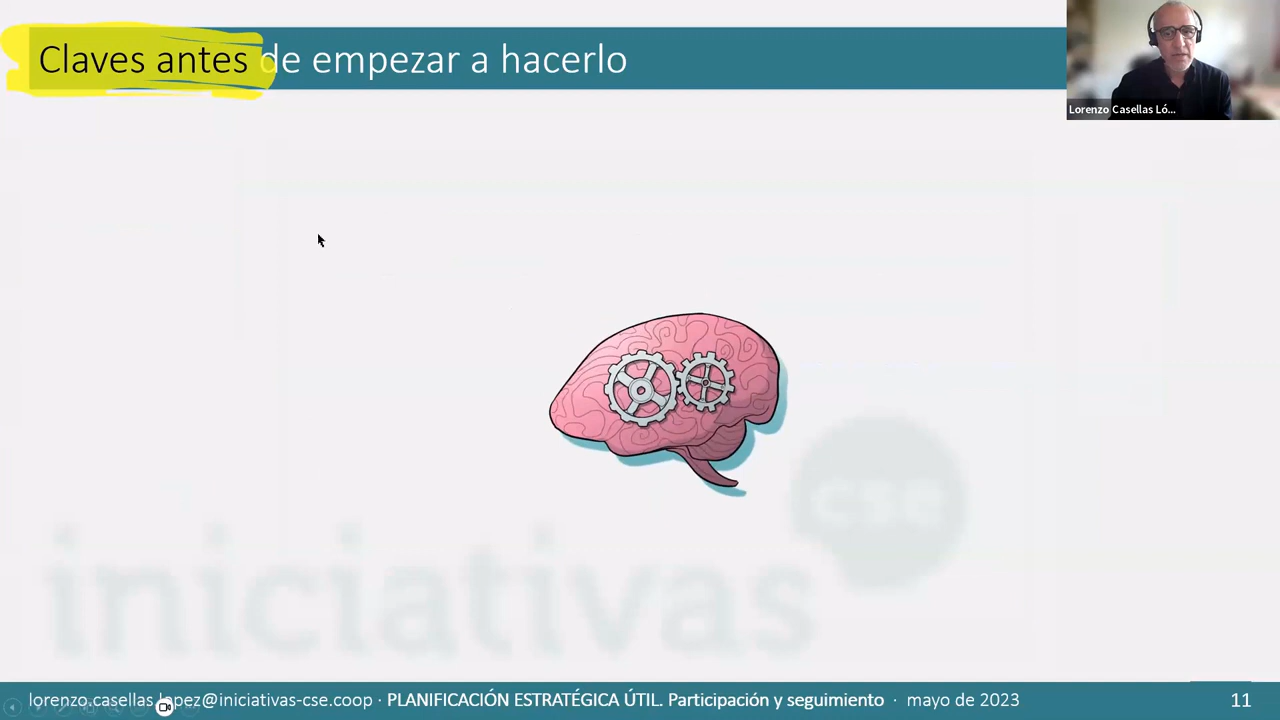 Claves antes de empezar a hacerlo
Lorenzo Casellas Ló...
cse
iniciativas
lorenzo.casellas.lopez@iniciativas-cse.coop · PLANIFICACIÓN ESTRATÉGICA ÚTIL. Participación y seguimiento · mayo de 2023
11